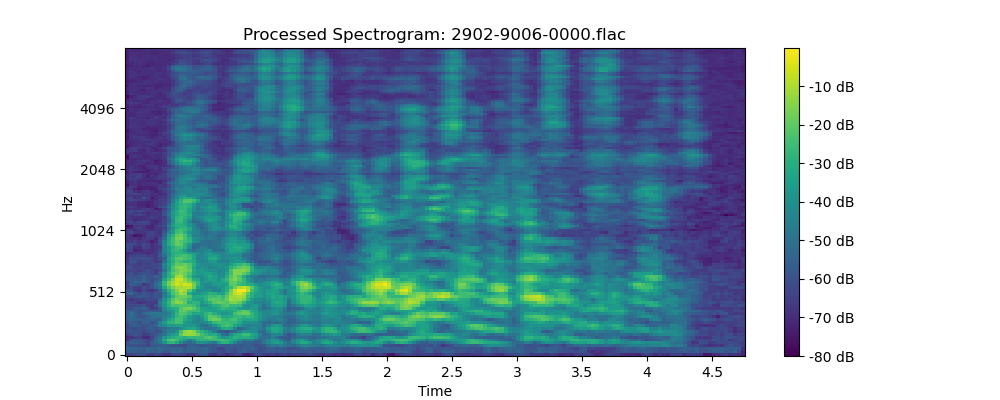 Processed Spectrogram: 2902-9006-0000.flac
Hz
4096
2048
1024
512
0
0 0.5 1 1.5 2 2.5 3 3.5 4 4.5
Time
-10 dB
-20 dB
-30 dB
-40 dB
-50 dB
-60 dB
-70 dB
-80 dB